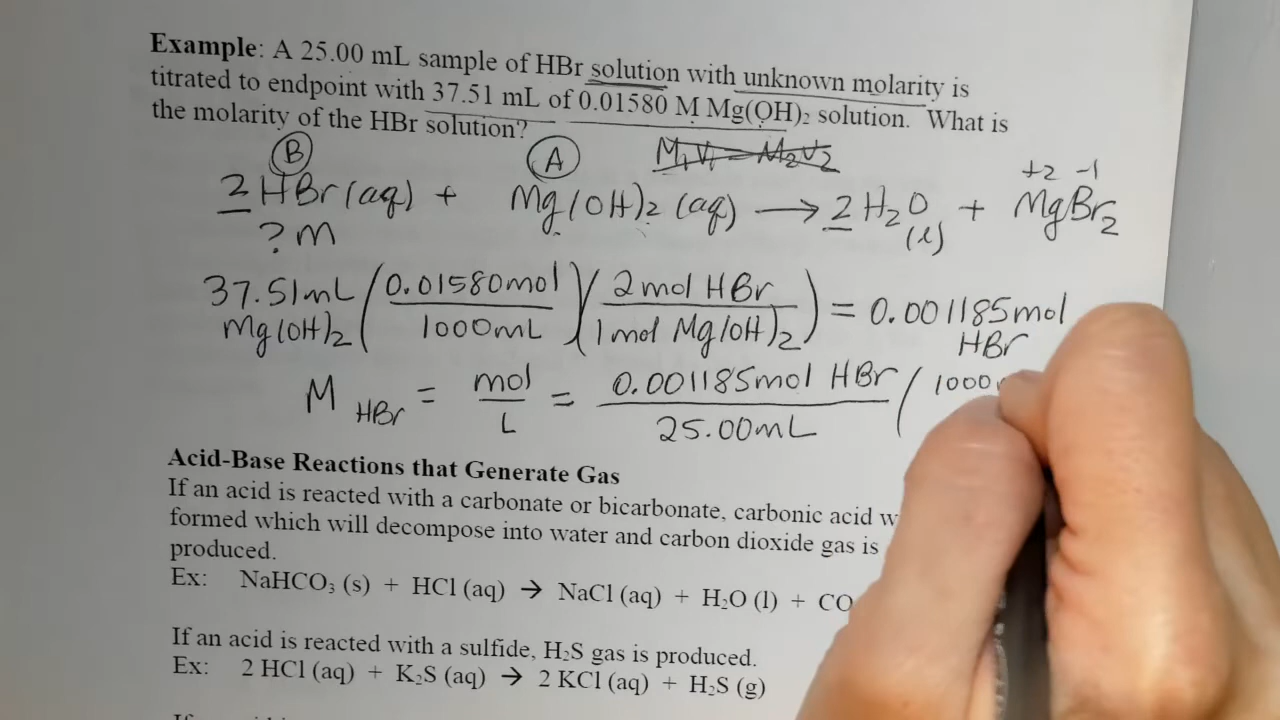 Example: A 25.00 mL sample of HBr solution with unknown molarity is
titrated to endpoint with 37.51 mL of 0.01580 M Mg(OH)₂ solution. What is
the molarity of the HBr solution?
B A M₁V₁ = M₂V₂
+2 -1
2 HBr (aq) + Mg(OH)₂ (aq) → 2 H₂O (l) + MgBr₂
? M
37.51 mL Mg(OH)₂ (0.01580 mol / 1000 mL) (2 mol HBr / 1 mol Mg(OH)₂) = 0.001185 mol HBr
M HBr = mol / L = 0.001185 mol HBr / 25.00 mL ( 1000
Acid-Base Reactions that Generate Gas
If an acid is reacted with a carbonate or bicarbonate, carbonic acid
formed which will decompose into water and carbon dioxide gas is
produced.
Ex: NaHCO₃ (s) + HCl (aq) → NaCl (aq) + H₂O (l) + CO
If an acid is reacted with a sulfide, H₂S gas is produced.
Ex: 2 HCl (aq) + K₂S (aq) → 2 KCl (aq) + H₂S (g)